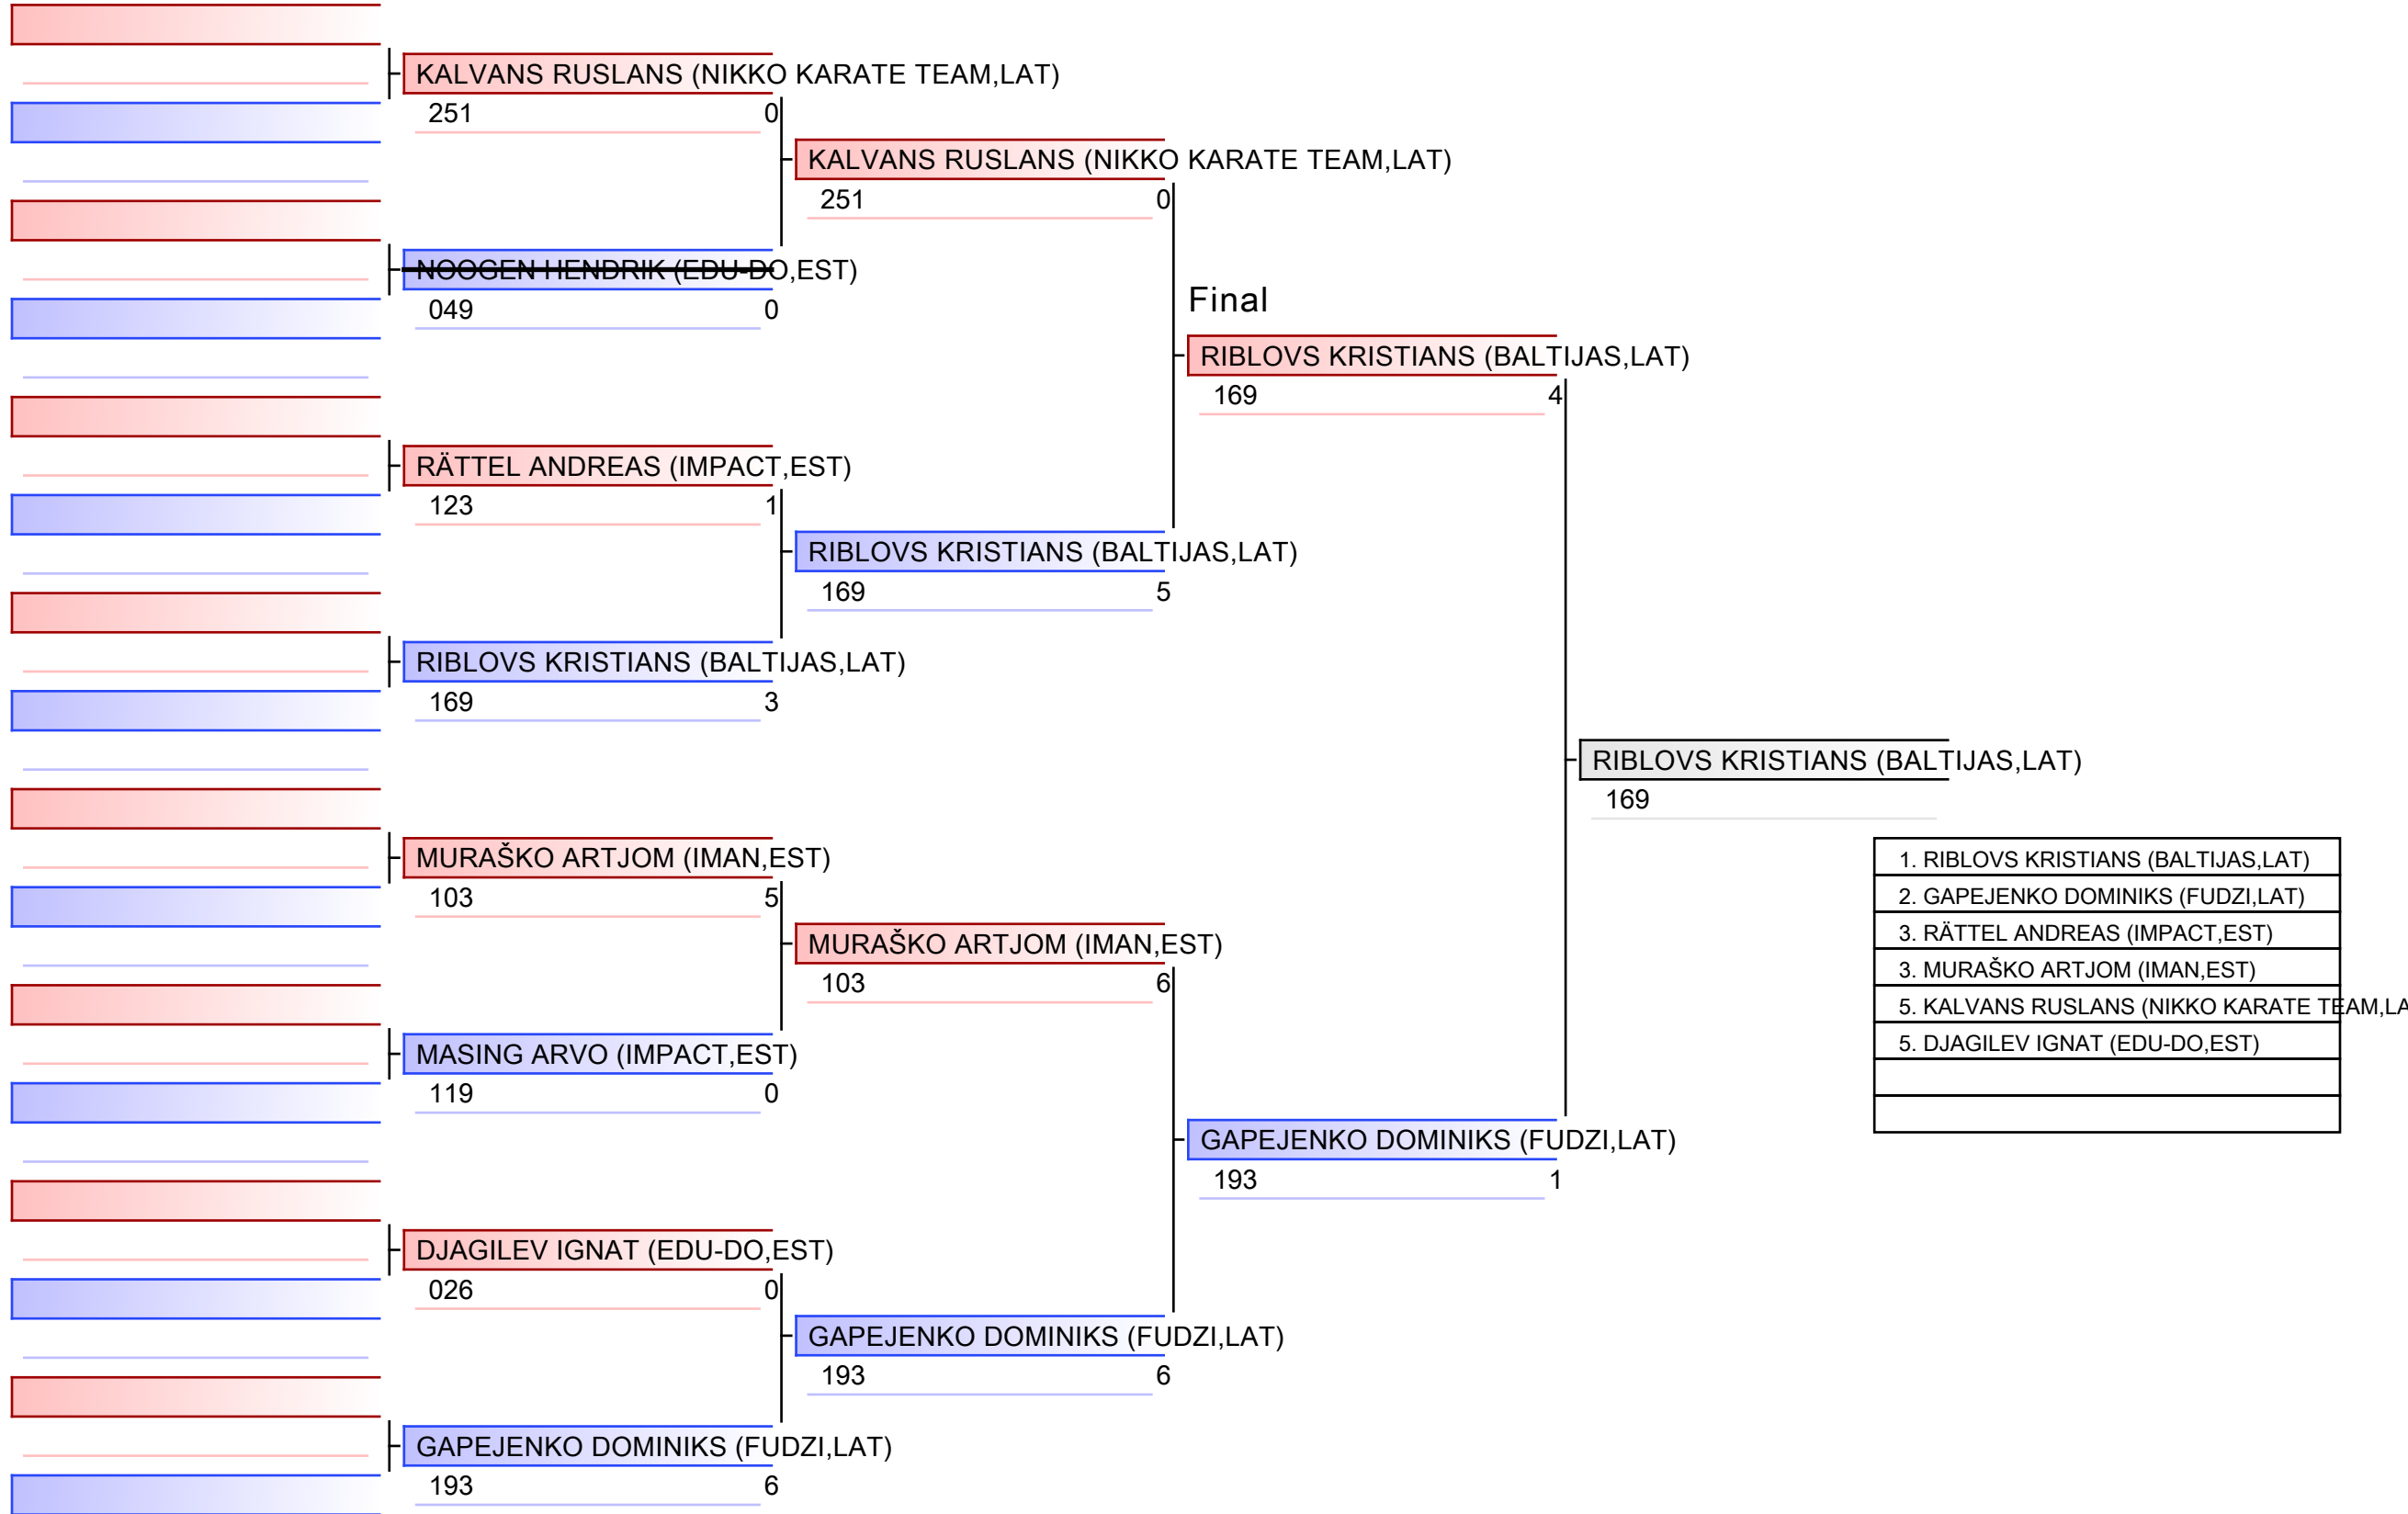 KALVANS RUSLANS (NIKKO KARATE TEAM,LAT)
251 0
NOOGEN HENDRIK (EDU-DO,EST)
049 0
RÄTTEL ANDREAS (IMPACT,EST)
123 1
RIBLOVS KRISTIANS (BALTIJAS,LAT)
169 3
MURAŠKO ARTJOM (IMAN,EST)
103 5
MASING ARVO (IMPACT,EST)
119 0
DJAGILEV IGNAT (EDU-DO,EST)
026 0
GAPEJENKO DOMINIKS (FUDZI,LAT)
193 6
KALVANS RUSLANS (NIKKO KARATE TEAM,LAT)
251 0
RIBLOVS KRISTIANS (BALTIJAS,LAT)
169 5
MURAŠKO ARTJOM (IMAN,EST)
103 6
GAPEJENKO DOMINIKS (FUDZI,LAT)
193 6
Final
RIBLOVS KRISTIANS (BALTIJAS,LAT)
169 4
GAPEJENKO DOMINIKS (FUDZI,LAT)
193 1
RIBLOVS KRISTIANS (BALTIJAS,LAT)
169
1. RIBLOVS KRISTIANS (BALTIJAS,LAT)
2. GAPEJENKO DOMINIKS (FUDZI,LAT)
3. RÄTTEL ANDREAS (IMPACT,EST)
3. MURAŠKO ARTJOM (IMAN,EST)
5. KALVANS RUSLANS (NIKKO KARATE TEAM,LA
5. DJAGILEV IGNAT (EDU-DO,EST)